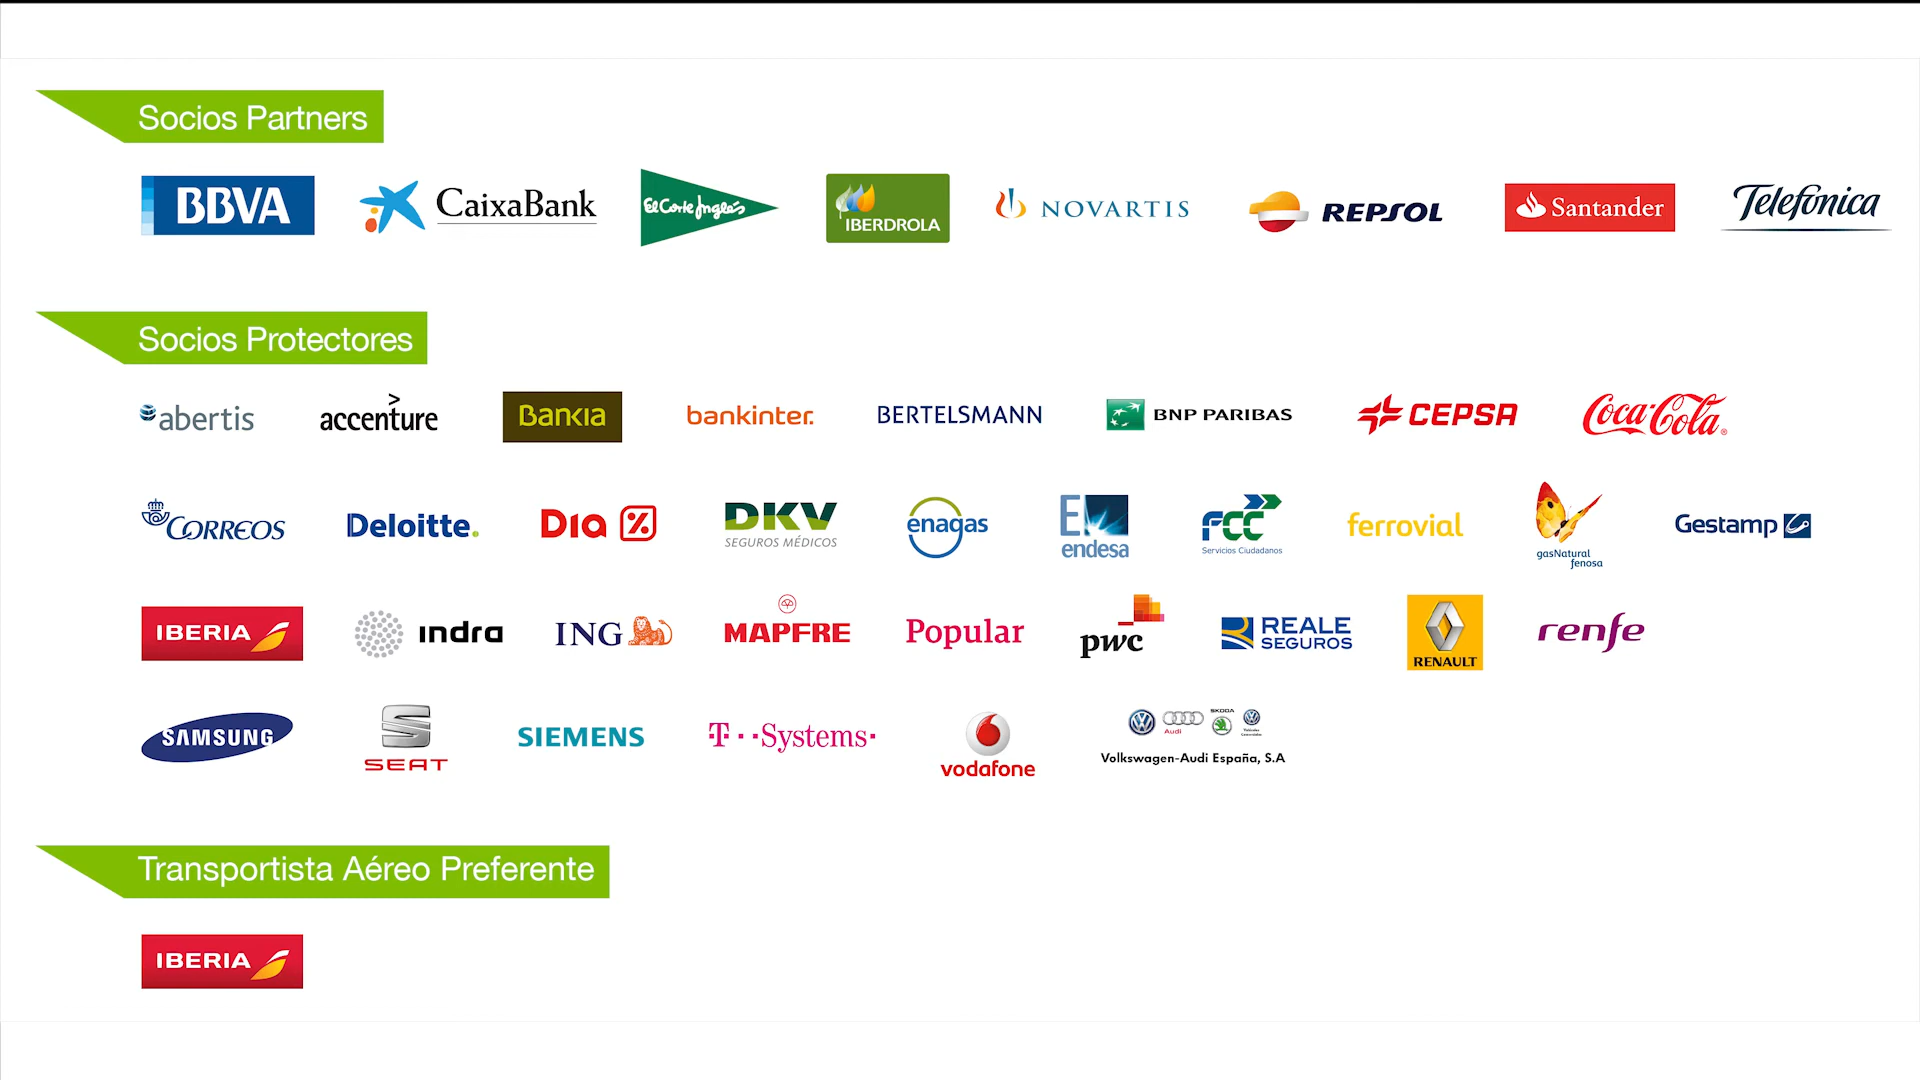 Socios Partners
BBVA CaixaBank El Corte Inglés IBERDROLA NOVARTIS REPSOL Santander Telefónica
Socios Protectores
abertis accenture Bankia bankinter. BERTELSMANN BNP PARIBAS CEPSA Coca-Cola
CORREOS Deloitte. Dia % DKV SEGUROS MÉDICOS enagas endesa FCC Servicios Ciudadanos ferrovial gasNatural fenosa Gestamp
IBERIA indra ING MAPFRE Popular pwc REALE SEGUROS RENAULT renfe
SAMSUNG SEAT SIEMENS T··Systems· vodafone Audi SKODA Volkswagen-Audi España, S.A
Transportista Aéreo Preferente
IBERIA